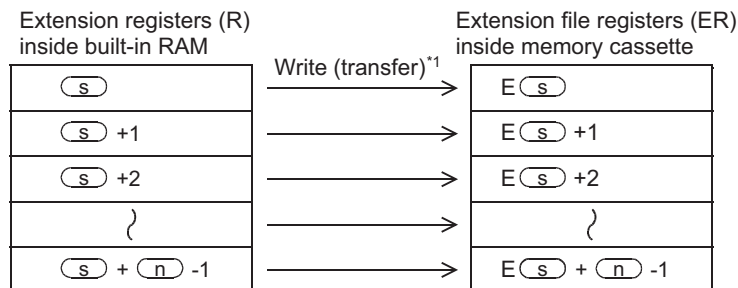 Extension registers (R)
inside built-in RAM
Extension file registers (ER)
inside memory cassette
Write (transfer)*1
s
E s
s +1
E s +1
s +2
E s +2
s + n -1
E s + n -1